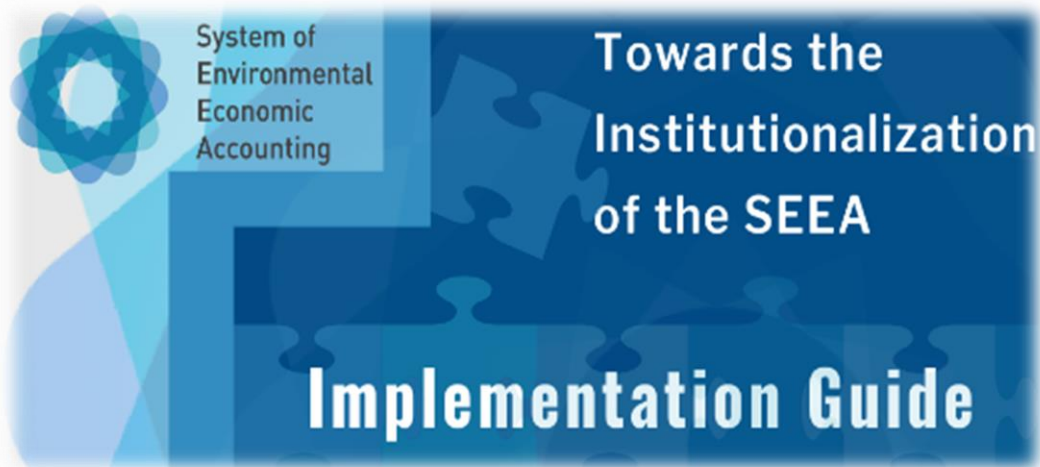 System of
Environmental
Economic
Accounting
Towards the
Institutionalization
of the SEEA
Implementation Guide